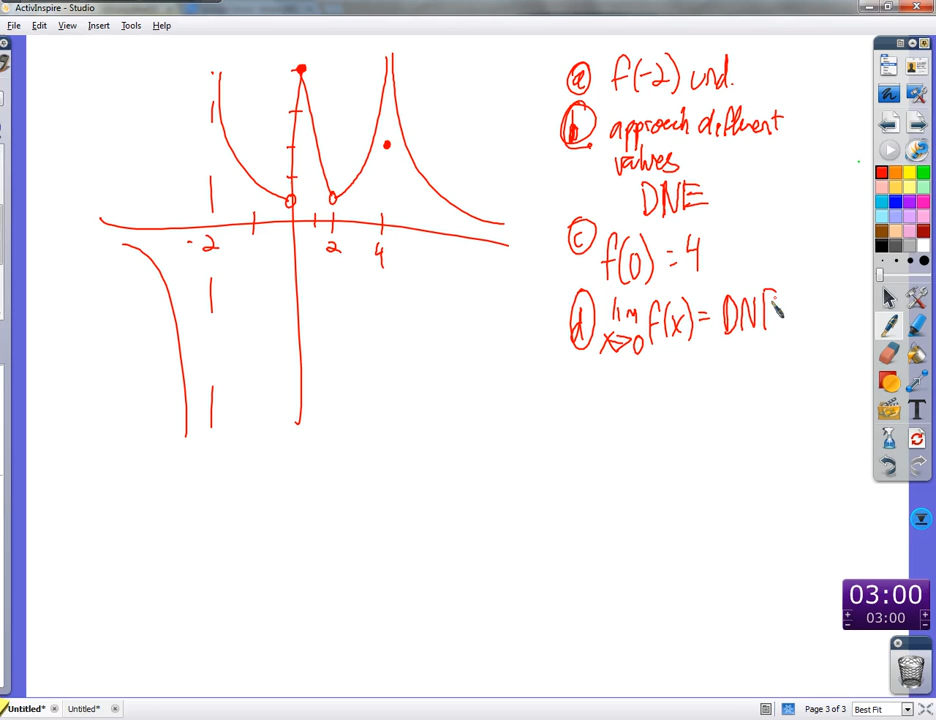 ActivInspire - Studio
File Edit View Insert Tools Help
-2
2
4
a f(-2) und.
b approach different
values
DNE
c
f(0) = 4
d lim f(x) = DNE
x→0
03:00
03:00
Untitled* Untitled* Page 3 of 3 Best Fit